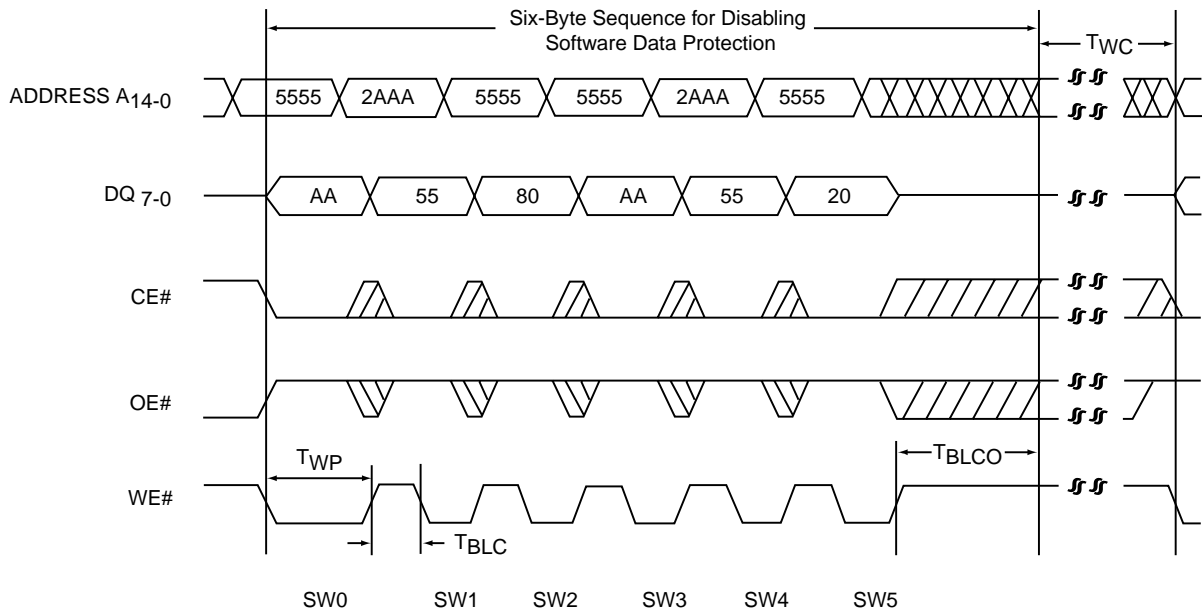 Six-Byte Sequence for Disabling
Software Data Protection
TWC
ADDRESS A14-0
5555 2AAA 5555 5555 2AAA 5555
DQ 7-0
AA 55 80 AA 55 20
CE#
OE#
TWP
TBLCO
WE#
TBLC
SW0 SW1 SW2 SW3 SW4 SW5